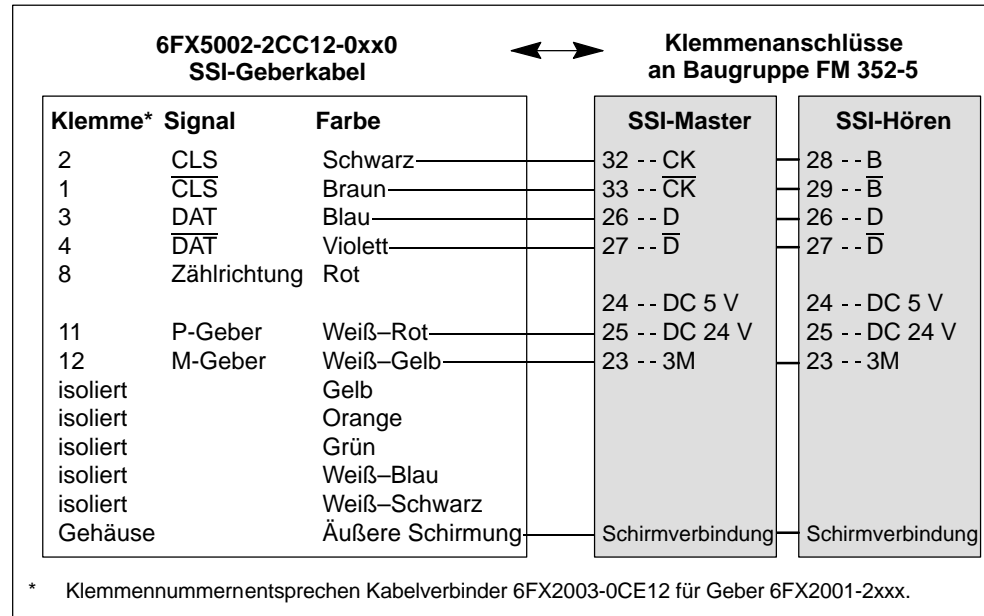 6FX5002-2CC12-0xx0
SSI-Geberkabel
Klemmenanschlüsse
an Baugruppe FM 352-5
Klemme* Signal Farbe SSI-Master SSI-Hören
2 CLS Schwarz 32 - - CK 28 - - B
1 C̅L̅S̅ Braun 33 - - C̅K̅ 29 - - B̅
3 DAT Blau 26 - - D 26 - - D
4 D̅A̅T̅ Violett 27 - - D̅ 27 - - D̅
8 Zählrichtung Rot
24 - - DC 5 V 24 - - DC 5 V
11 P-Geber Weiß–Rot 25 - - DC 24 V 25 - - DC 24 V
12 M-Geber Weiß–Gelb 23 - - 3M 23 - - 3M
isoliert Gelb
isoliert Orange
isoliert Grün
isoliert Weiß–Blau
isoliert Weiß–Schwarz
Gehäuse Äußere Schirmung Schirmverbindung Schirmverbindung
* Klemmennummernentsprechen Kabelverbinder 6FX2003-0CE12 für Geber 6FX2001-2xxx.